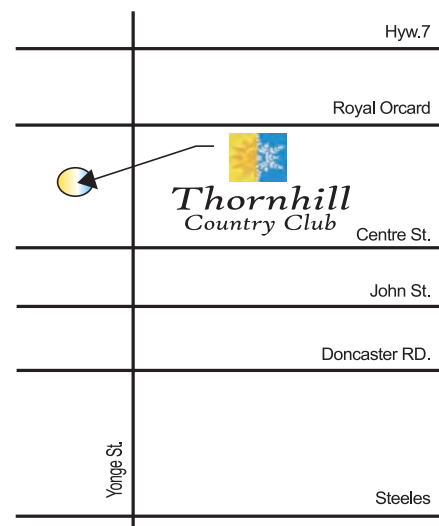 Hyw.7
Royal Orcard
Thornhill
Country Club
Centre St.
John St.
Doncaster RD.
Yonge St.
Steeles